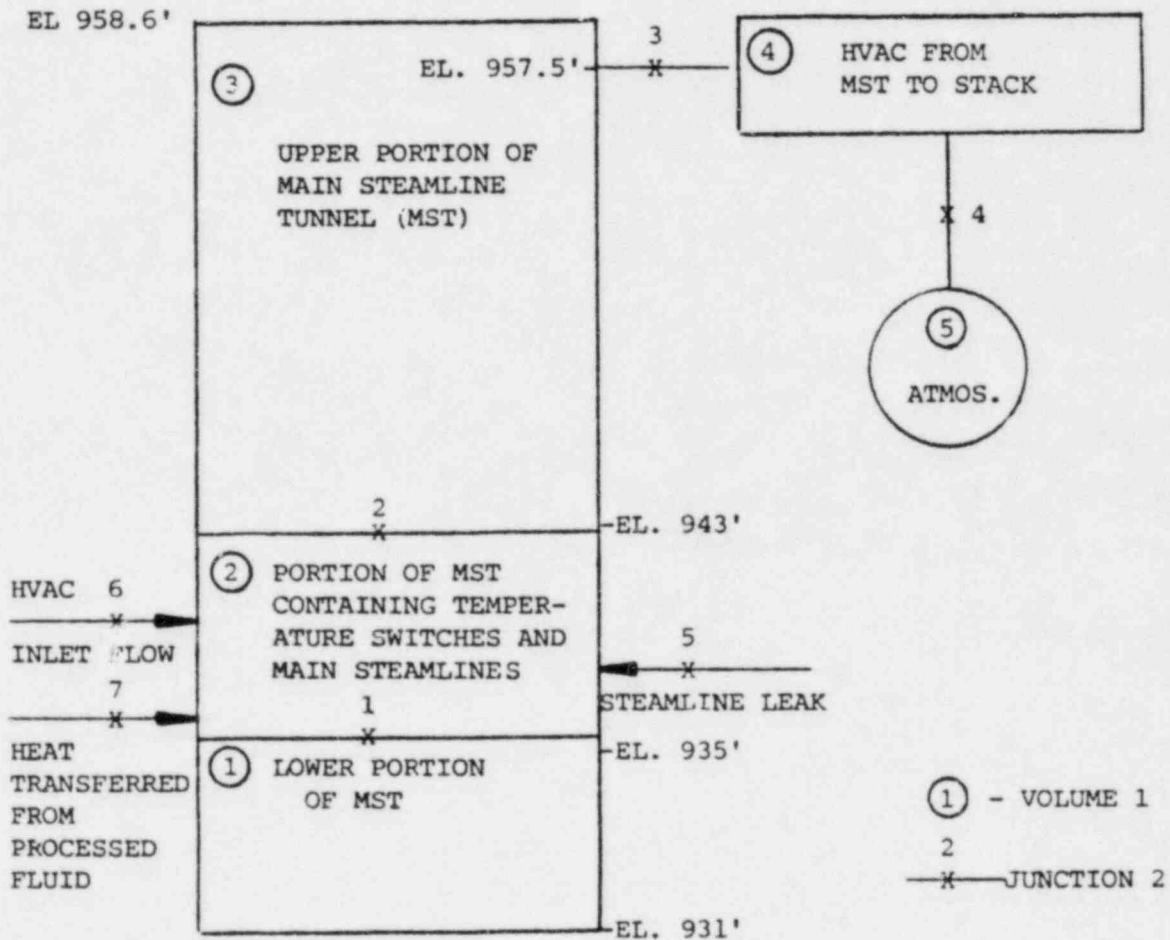 EL 958.6'
3
EL. 957.5'
3
4
HVAC FROM
MST TO STACK
UPPER PORTION OF
MAIN STEAMLINE
TUNNEL (MST)
4
5
ATMOS.
2
EL. 943'
2
PORTION OF MST
CONTAINING TEMPER-
ATURE SWITCHES AND
MAIN STEAMLINES
HVAC 6
INLET FLOW
7
5
STEAMLINE LEAK
1
EL. 935'
HEAT
TRANSFERRED
FROM
PROCESSED
FLUID
1
LOWER PORTION
OF MST
1 - VOLUME 1
2
JUNCTION 2
EL. 931'